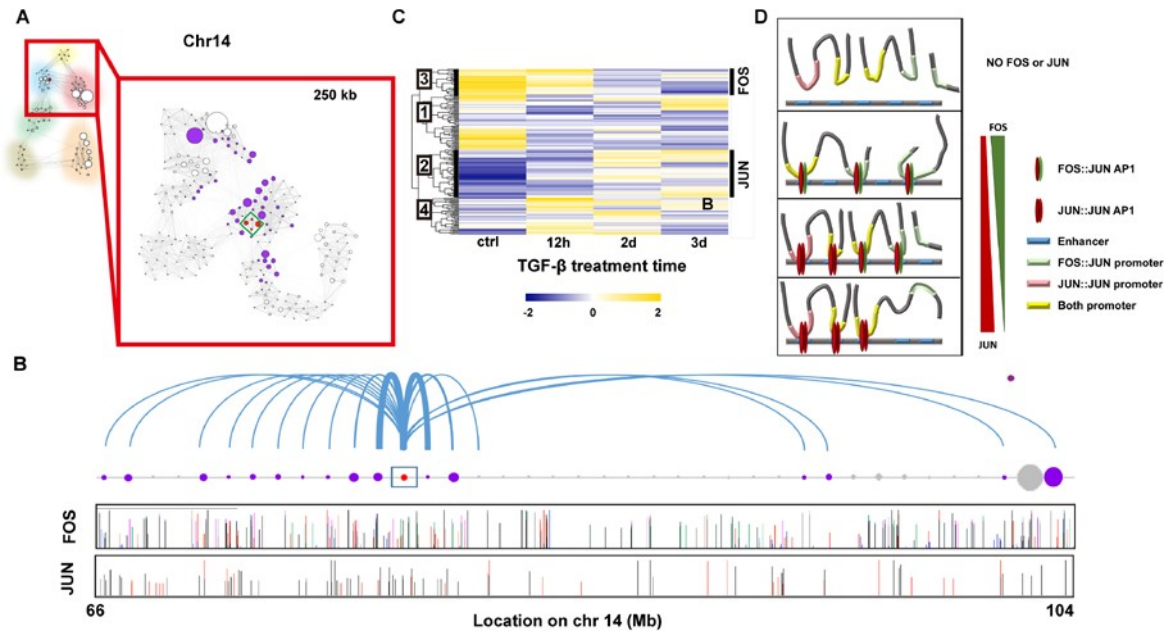 A
Chr14
250 kb
C
3
1
2
4
FOS
JUN
B
ctrl
12h
2d
3d
TGF-β treatment time
-2
0
2
D
NO FOS or JUN
FOS
JUN
FOS::JUN AP1
JUN::JUN AP1
Enhancer
FOS::JUN promoter
JUN::JUN promoter
Both promoter
B
FOS
JUN
66
Location on chr 14 (Mb)
104